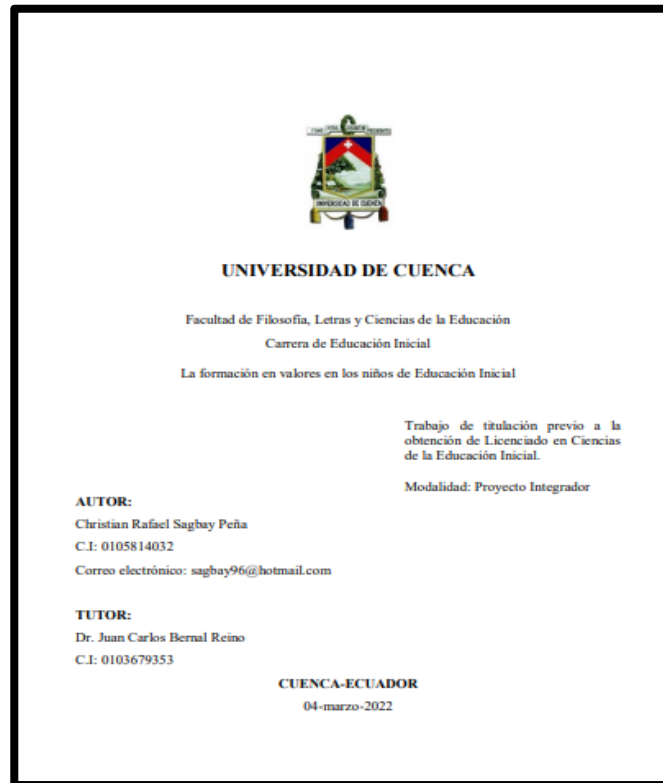 UNIVERSIDAD DE CUENCA
UNIVERSIDAD DE CUENCA
Facultad de Filosofía, Letras y Ciencias de la Educación
Carrera de Educación Inicial
La formación en valores en los niños de Educación Inicial
Trabajo de titulación previo a la
obtención de Licenciado en Ciencias
de la Educación Inicial.
Modalidad: Proyecto Integrador
AUTOR:
Christian Rafael Sagbay Peña
C.I: 0105814032
Correo electrónico: sagbay96@hotmail.com
TUTOR:
Dr. Juan Carlos Bernal Reino
C.I: 0103679353
CUENCA-ECUADOR
04-marzo-2022